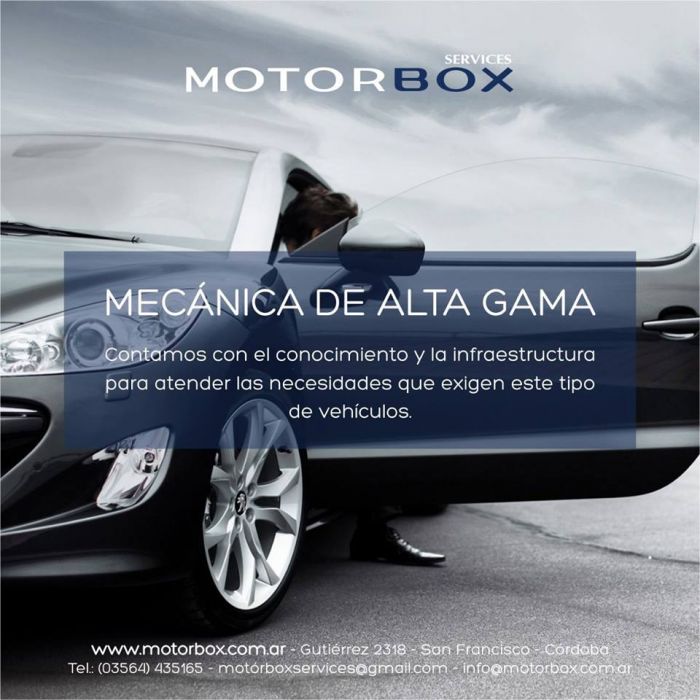 SERVICES
MOTORBOX
MECÁNICA DE ALTA GAMA
Contamos con el conocimiento y la infraestructura
para atender las necesidades que exigen este tipo
de vehículos.
www.motorbox.com.ar - Gutiérrez 2318 - San Francisco - Córdoba
Tel.: (03564) 435165 - motorboxservices@gmail.com - info@motorbox.com.ar